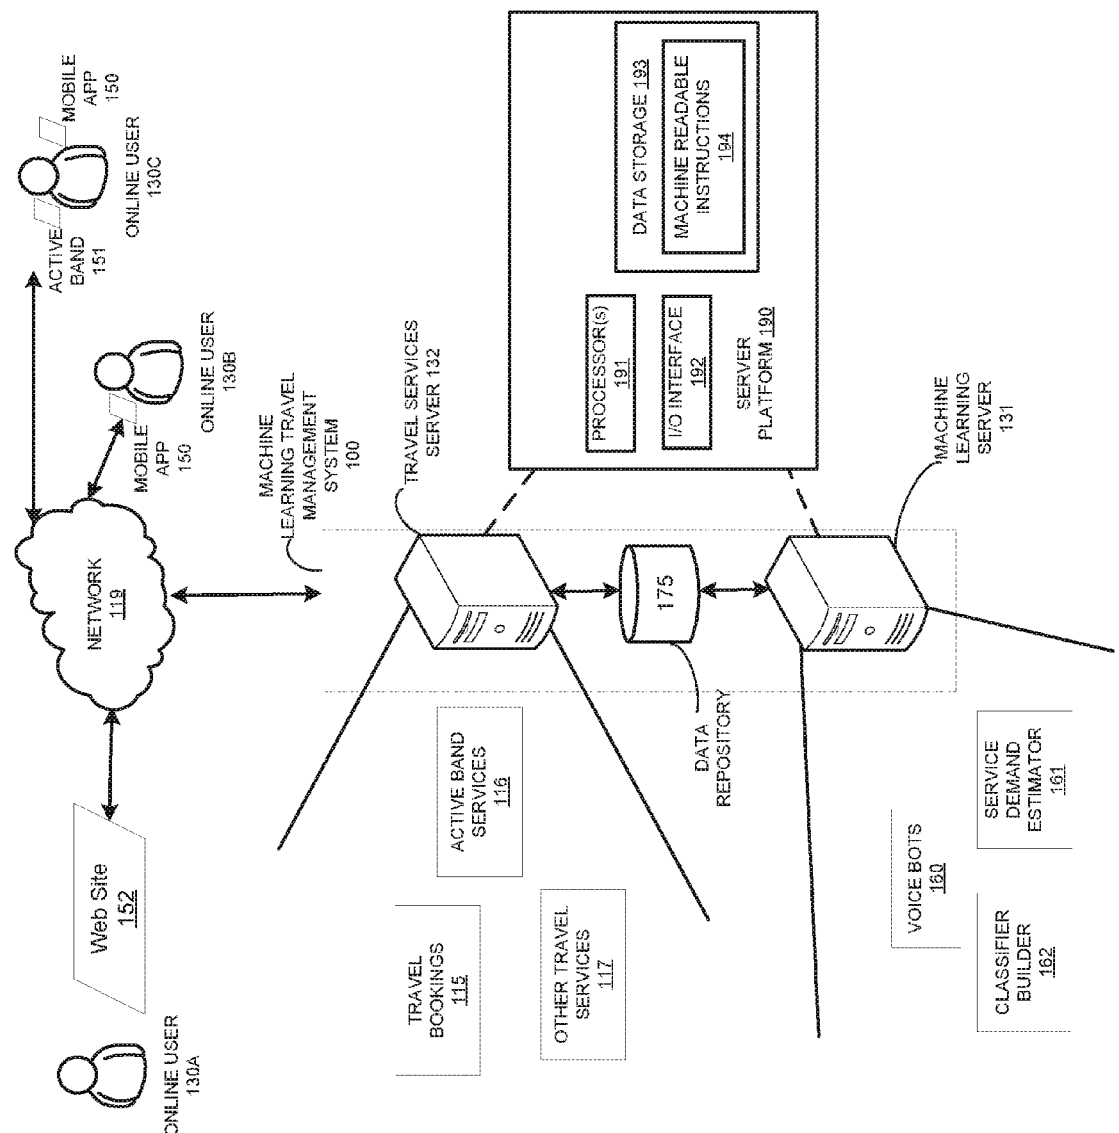 ONLINE USER
130A
Web Site
152
NETWORK
119
MOBILE
APP
150
ONLINE USER
130B
ACTIVE
BAND
151
MOBILE
APP
150
ONLINE USER
130C
MACHINE
LEARNING TRAVEL
MANAGEMENT
SYSTEM
100
TRAVEL SERVICES
SERVER 132
TRAVEL
BOOKINGS
115
ACTIVE BAND
SERVICES
116
OTHER TRAVEL
SERVICES
117
175
DATA
REPOSITORY
PROCESSOR(s)
191
I/O INTERFACE
192
SERVER
PLATFORM 190
DATA STORAGE 193
MACHINE READABLE
INSTRUCTIONS
194
MACHINE
LEARNING
SERVER
131
VOICE BOTS
160
CLASSIFIER
BUILDER
162
SERVICE
DEMAND
ESTIMATOR
161